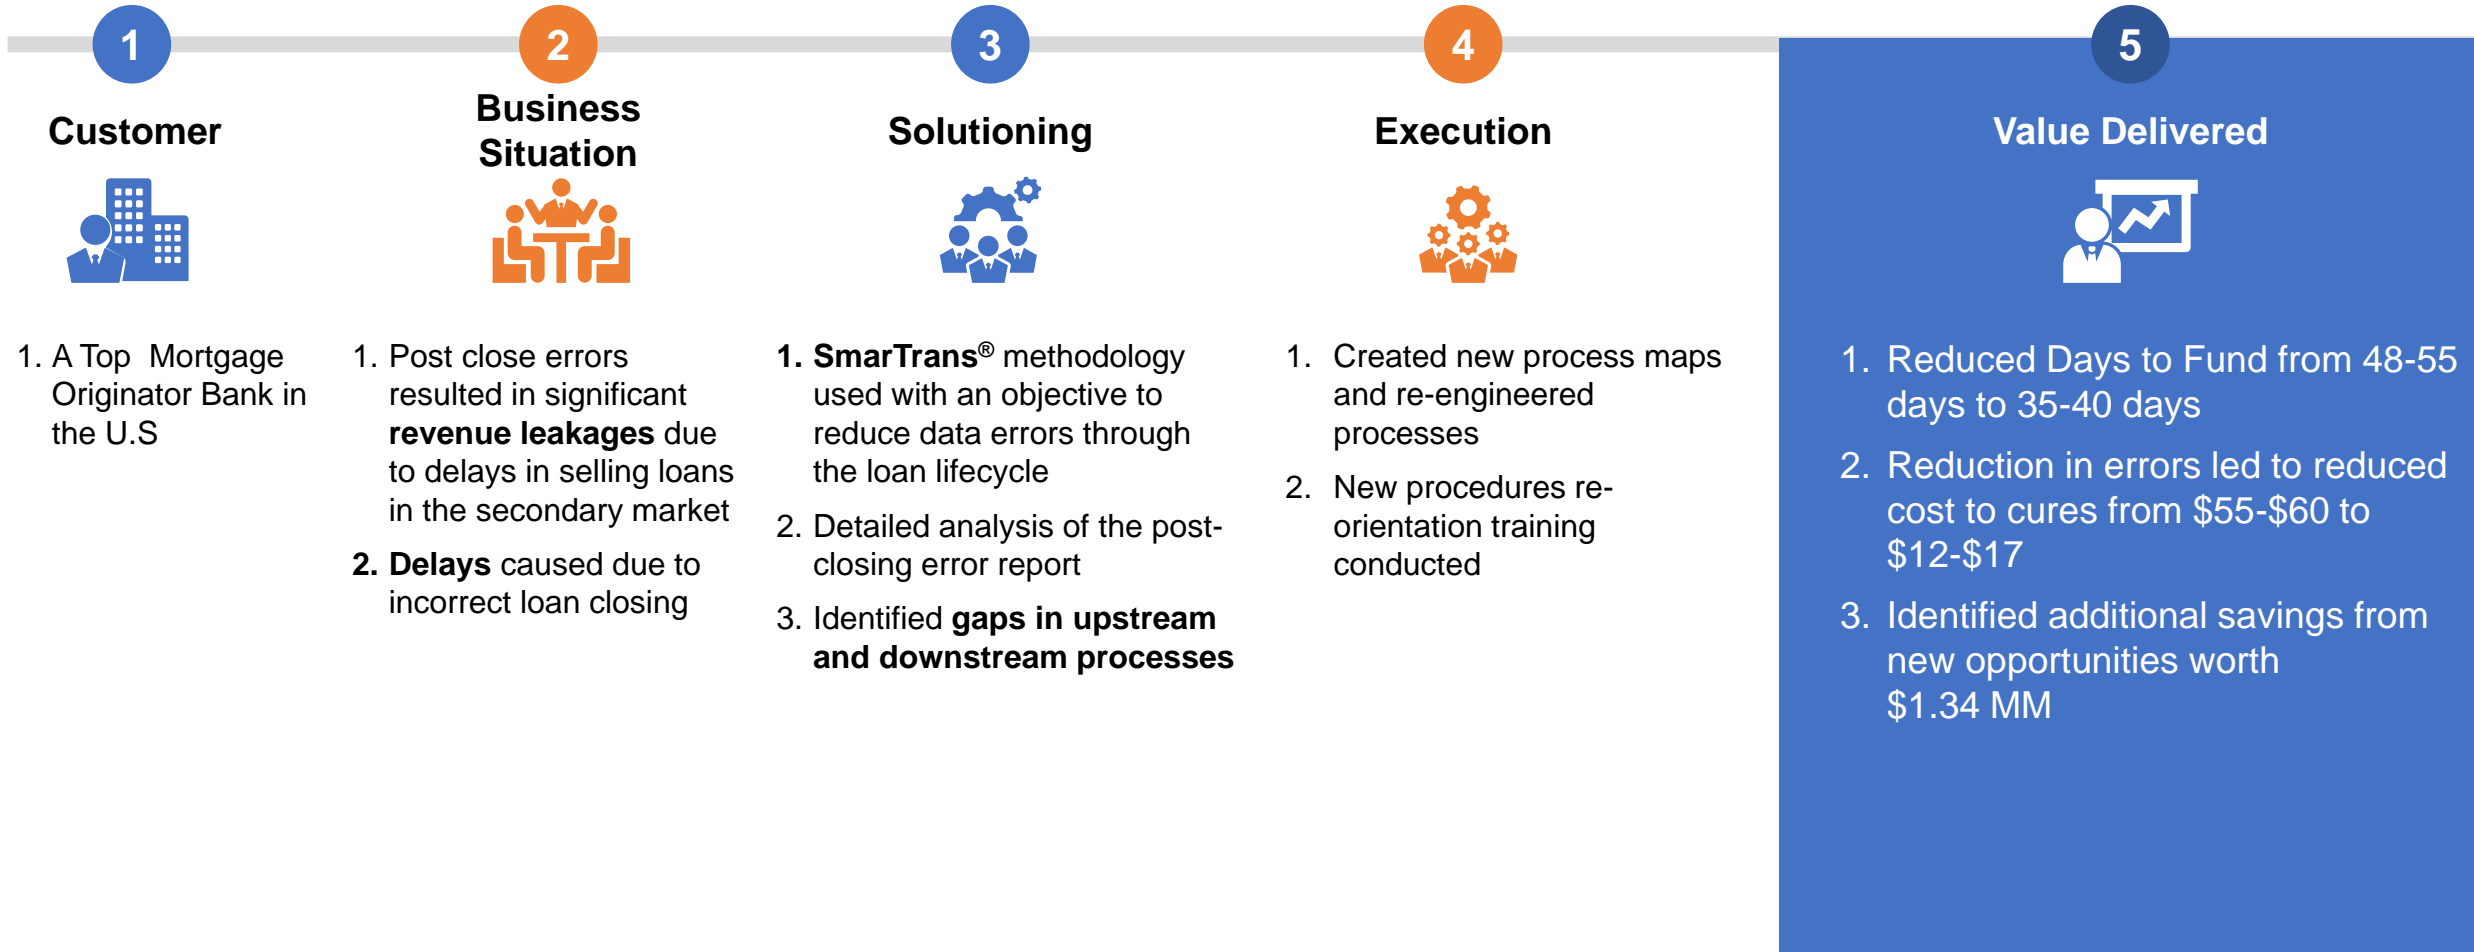 1
Customer
1. A Top Mortgage
Originator Bank in
the U.S
2
Business
Situation
1. Post close errors
resulted in significant
revenue leakages due
to delays in selling loans
in the secondary market
2. Delays caused due to
incorrect loan closing
3
Solutioning
1. SmarTrans® methodology
used with an objective to
reduce data errors through
the loan lifecycle
2. Detailed analysis of the post-
closing error report
3. Identified gaps in upstream
and downstream processes
4
Execution
1. Created new process maps
and re-engineered
processes
2. New procedures re-
orientation training
conducted
5
Value Delivered
1. Reduced Days to Fund from 48-55
days to 35-40 days
2. Reduction in errors led to reduced
cost to cures from $55-$60 to
$12-$17
3. Identified additional savings from
new opportunities worth
$1.34 MM